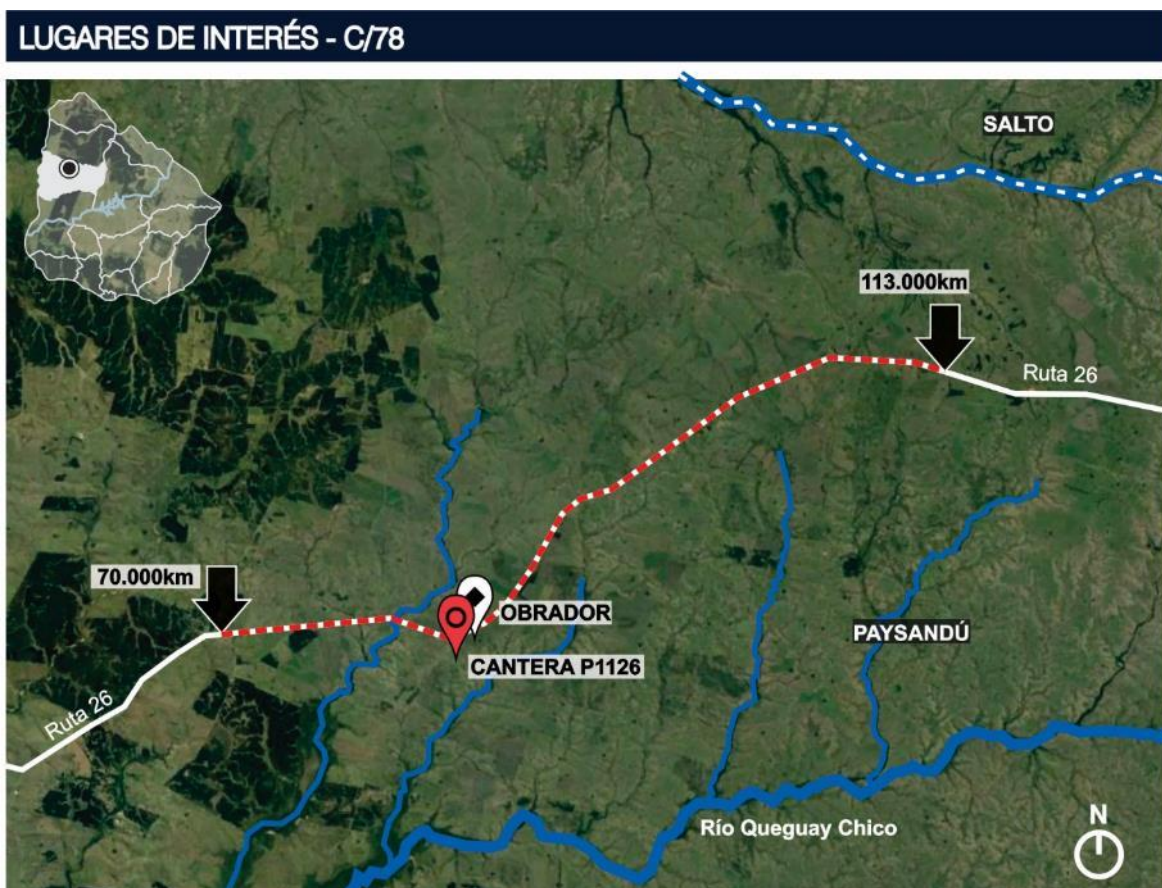 LUGARES DE INTERÉS - C/78
SALTO
113.000km
Ruta 26
70.000km
OBRADOR
PAYSANDÚ
CANTERA P1126
Ruta 26
Río Queguay Chico
N